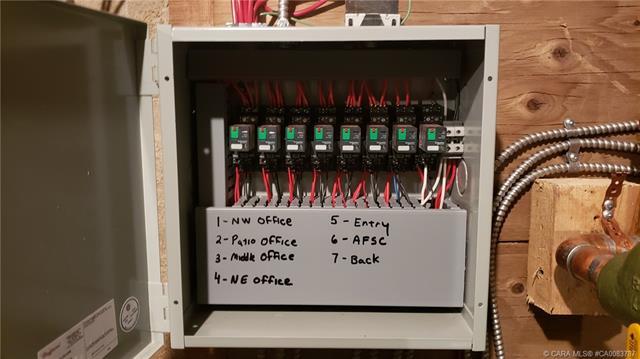 1 - NW Office
2 - Patio Office
3 - Middle Office
4 - NE Office
5 - Entry
6 - AFSC
7 - Back
© CARA MLS® #CA0083787